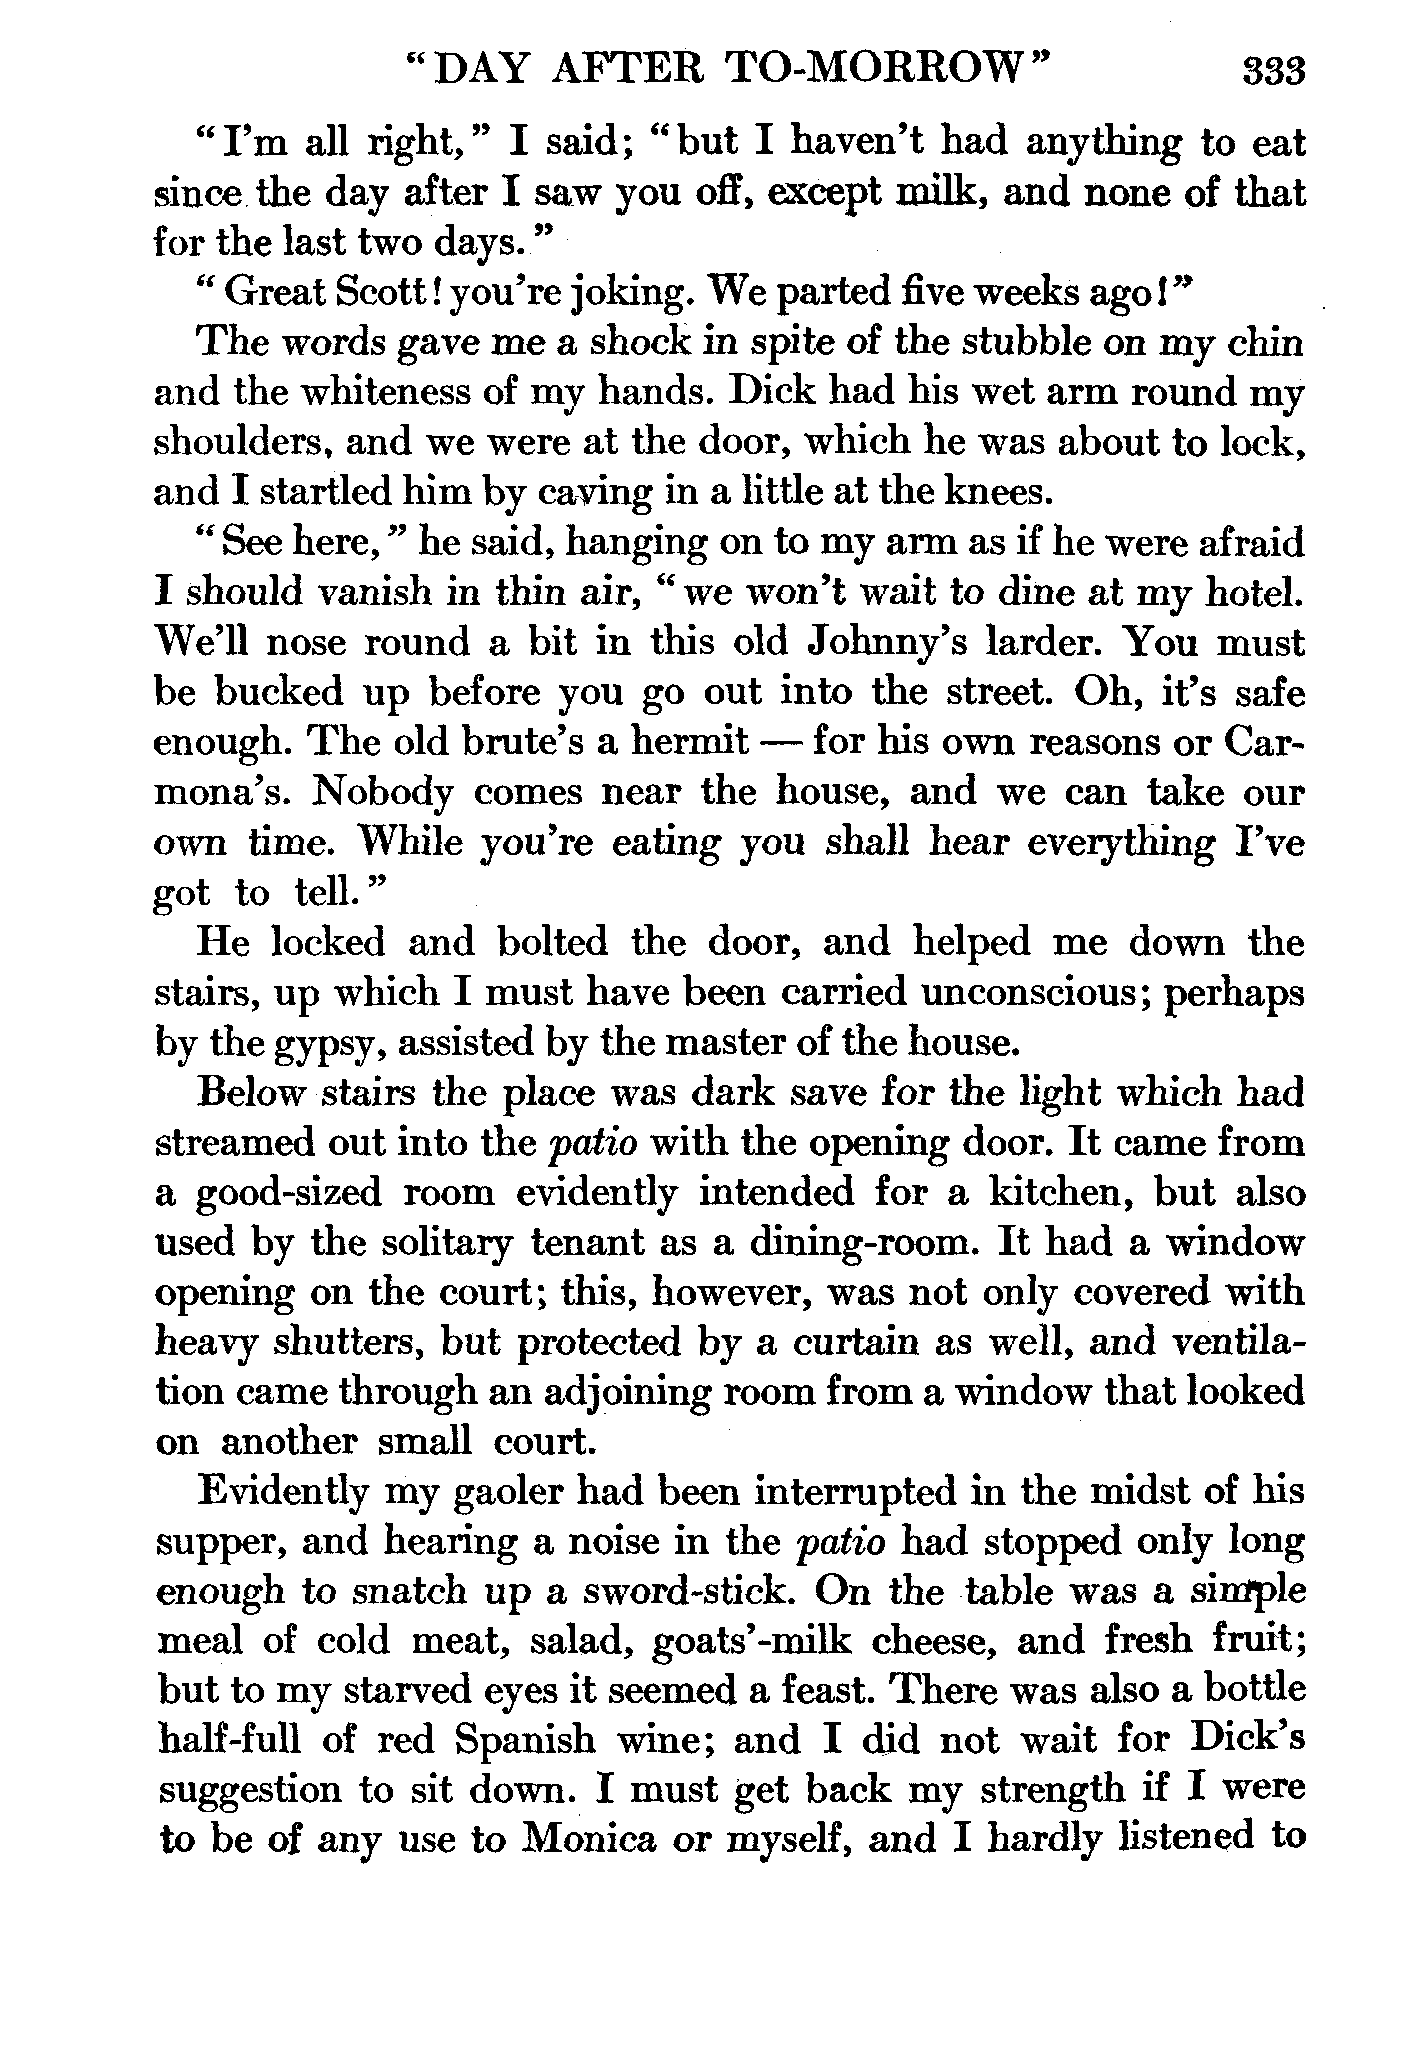 "DAY AFTER TO-MORROW" 333
"I'm all right," I said; "but I haven't had anything to eat
since the day after I saw you off, except milk, and none of that
for the last two days."
"Great Scott! you're joking. We parted five weeks ago!"
The words gave me a shock in spite of the stubble on my chin
and the whiteness of my hands. Dick had his wet arm round my
shoulders, and we were at the door, which he was about to lock,
and I startled him by caving in a little at the knees.
"See here," he said, hanging on to my arm as if he were afraid
I should vanish in thin air, "we won't wait to dine at my hotel.
We'll nose round a bit in this old Johnny's larder. You must
be bucked up before you go out into the street. Oh, it's safe
enough. The old brute's a hermit — for his own reasons or Car-
mona's. Nobody comes near the house, and we can take our
own time. While you're eating you shall hear everything I've
got to tell."
He locked and bolted the door, and helped me down the
stairs, up which I must have been carried unconscious; perhaps
by the gypsy, assisted by the master of the house.
Below stairs the place was dark save for the light which had
streamed out into the patio with the opening door. It came from
a good-sized room evidently intended for a kitchen, but also
used by the solitary tenant as a dining-room. It had a window
opening on the court; this, however, was not only covered with
heavy shutters, but protected by a curtain as well, and ventila-
tion came through an adjoining room from a window that looked
on another small court.
Evidently my gaoler had been interrupted in the midst of his
supper, and hearing a noise in the patio had stopped only long
enough to snatch up a sword-stick. On the table was a simple
meal of cold meat, salad, goats'-milk cheese, and fresh fruit;
but to my starved eyes it seemed a feast. There was also a bottle
half-full of red Spanish wine; and I did not wait for Dick's
suggestion to sit down. I must get back my strength if I were
to be of any use to Monica or myself, and I hardly listened to